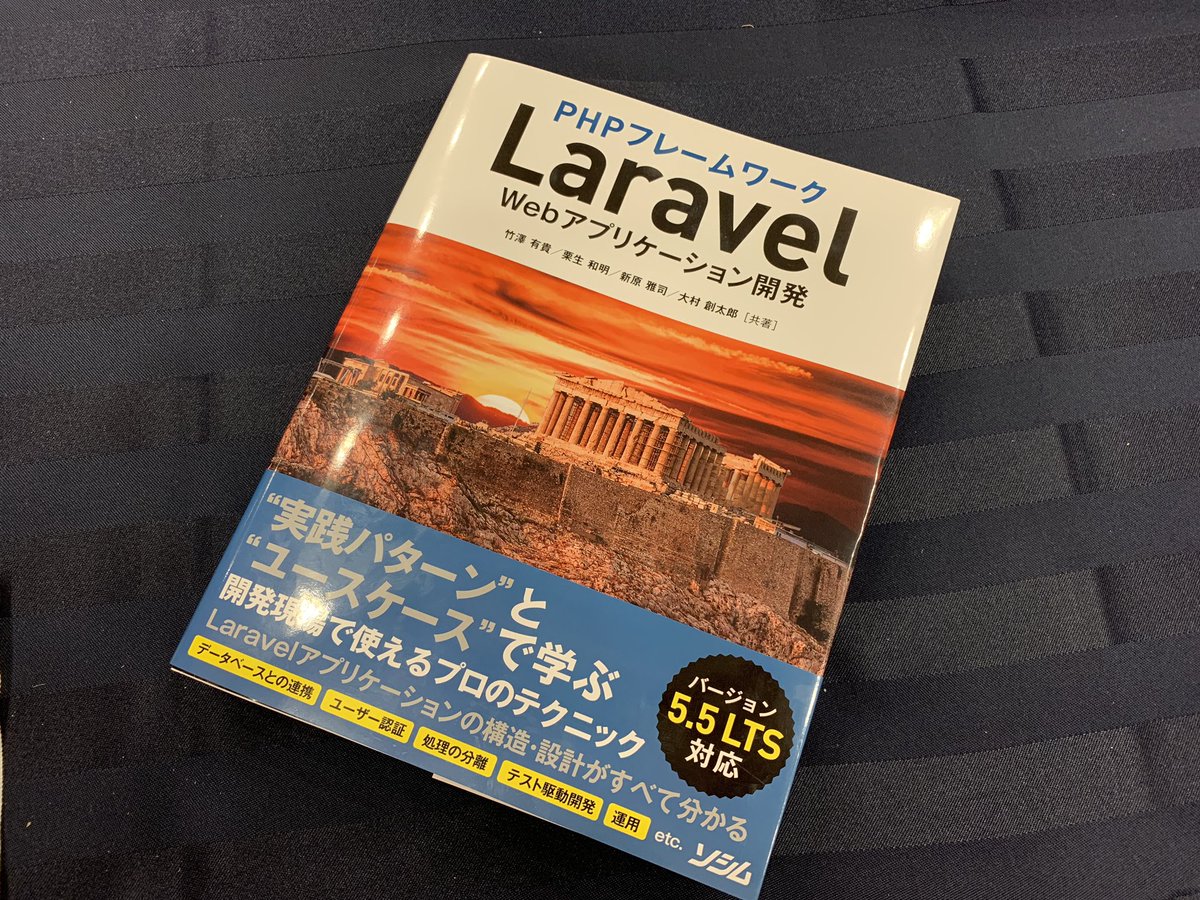 PHPフレームワーク
Laravel
Webアプリケーション開発
竹澤 有貴／栗生 和明／新原 雅司／大村 創太郎［共著］
“実践パターン”と
“ユースケース”で学ぶ
開発現場で使えるプロのテクニック
Laravelアプリケーションの構造・設計がすべて分かる
データベースとの連携 ユーザー認証 処理の分離 テスト駆動開発 運用 etc.
バージョン
5.5 LTS
対応
ソシム